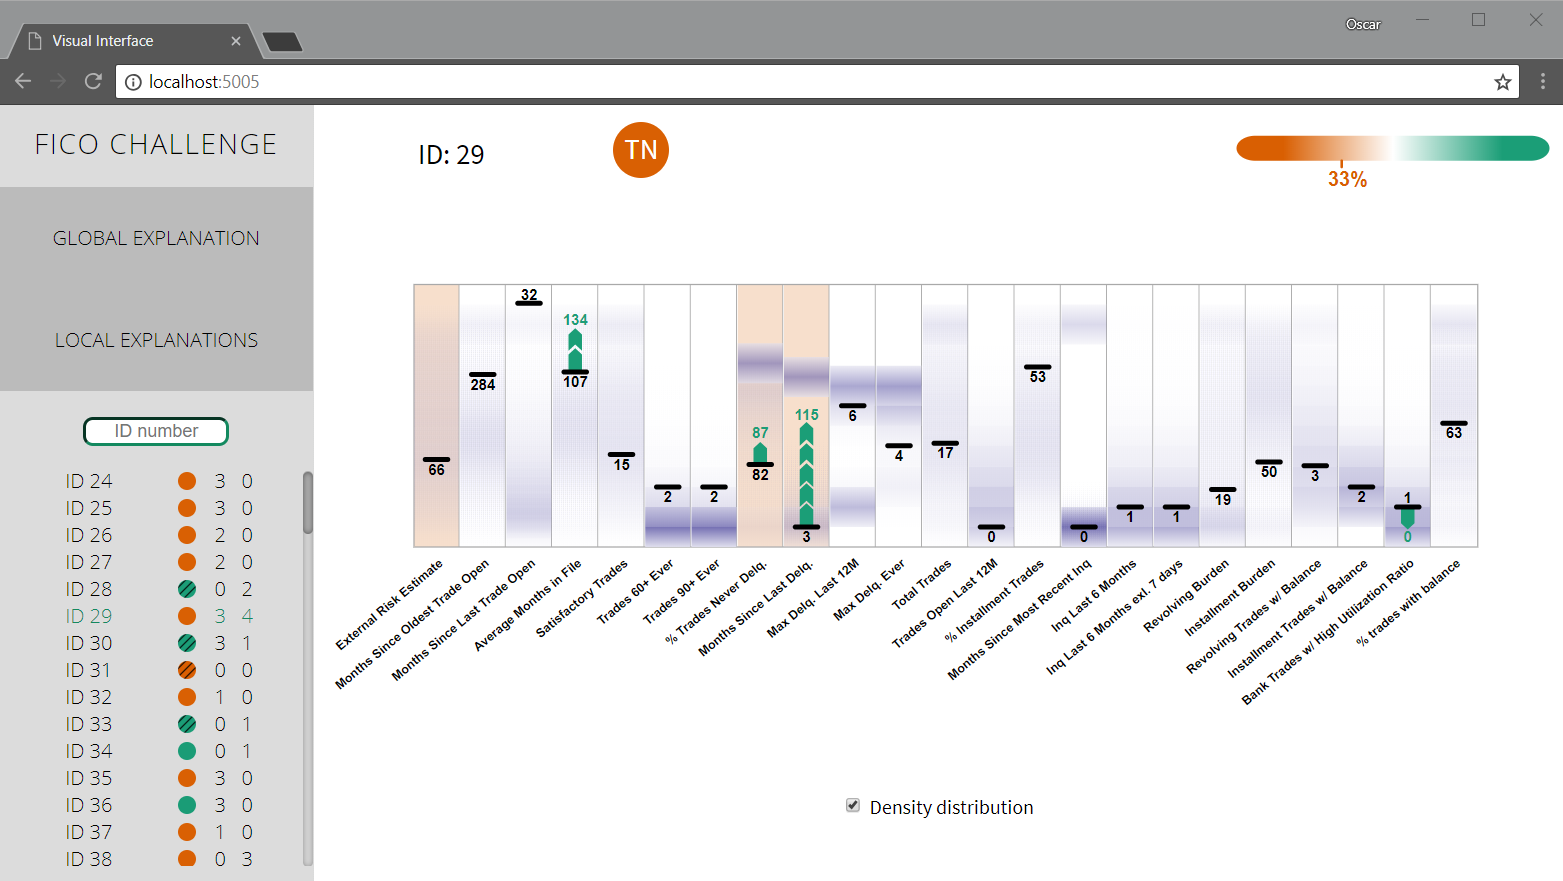 Visual Interface
Oscar
localhost:5005
FICO CHALLENGE
GLOBAL EXPLANATION
LOCAL EXPLANATIONS
ID number
ID 24 3 0
ID 25 3 0
ID 26 2 0
ID 27 2 0
ID 28 0 2
ID 29 3 4
ID 30 3 1
ID 31 0 0
ID 32 1 0
ID 33 0 1
ID 34 0 1
ID 35 3 0
ID 36 3 0
ID 37 1 0
ID 38 0 3
ID: 29
TN
33%
66
284
32
134
107
15
2
2
87
82
115
3
6
4
17
0
53
0
1
1
19
50
3
2
1
0
63
External Risk Estimate
Months Since Oldest Trade Open
Months Since Last Trade Open
Average Months in File
Satisfactory Trades
Trades 60+ Ever
Trades 90+ Ever
% Trades Never Delq.
Months Since Last Delq.
Max Delq. Last 12M
Max Delq. Ever
Total Trades
Trades Open Last 12M
% Installment Trades
Months Since Most Recent Inq
Inq Last 6 Months
Inq Last 6 Months exl. 7 days
Revolving Burden
Installment Burden
Revolving Trades w/ Balance
Installment Trades w/ Balance
Bank Trades w/ High Utilization Ratio
% trades with balance
Density distribution